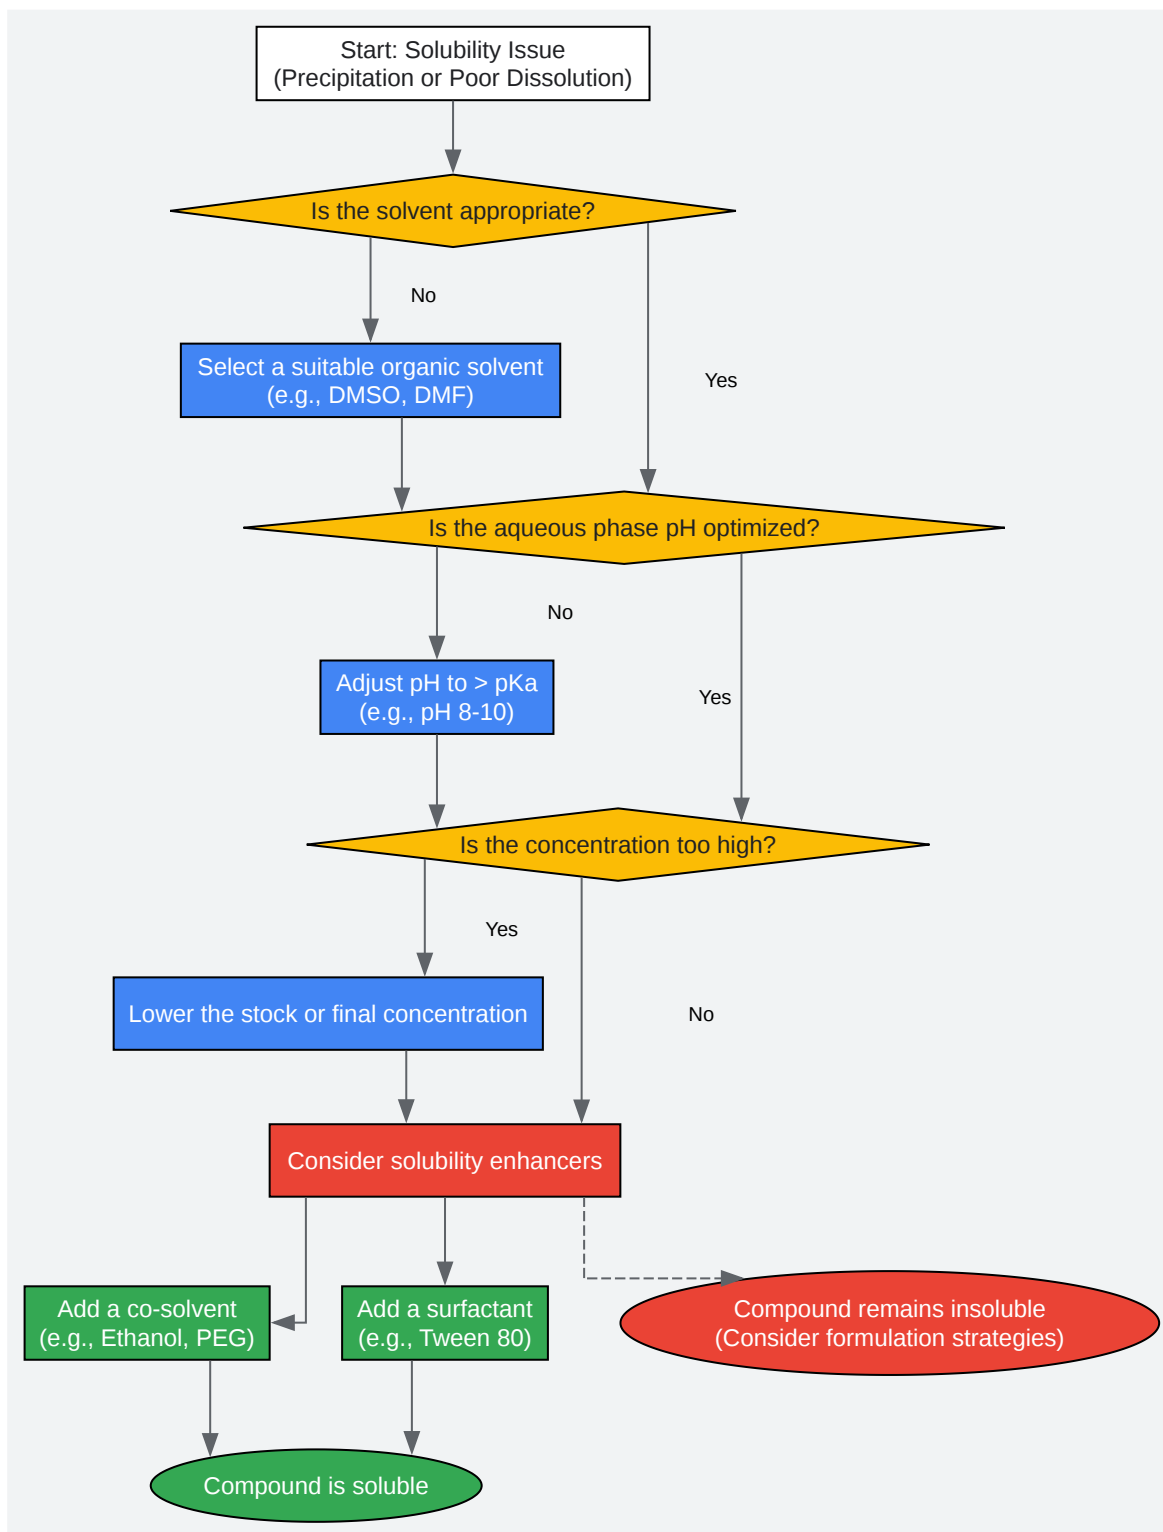 Start: Solubility Issue
(Precipitation or Poor Dissolution)
Is the solvent appropriate?
No
Select a suitable organic solvent
(e.g., DMSO, DMF)
Yes
Is the aqueous phase pH optimized?
No
Adjust pH to > pKa
(e.g., pH 8-10)
Yes
Is the concentration too high?
Yes
Lower the stock or final concentration
No
Consider solubility enhancers
Add a co-solvent
(e.g., Ethanol, PEG)
Add a surfactant
(e.g., Tween 80)
Compound remains insoluble
(Consider formulation strategies)
Compound is soluble